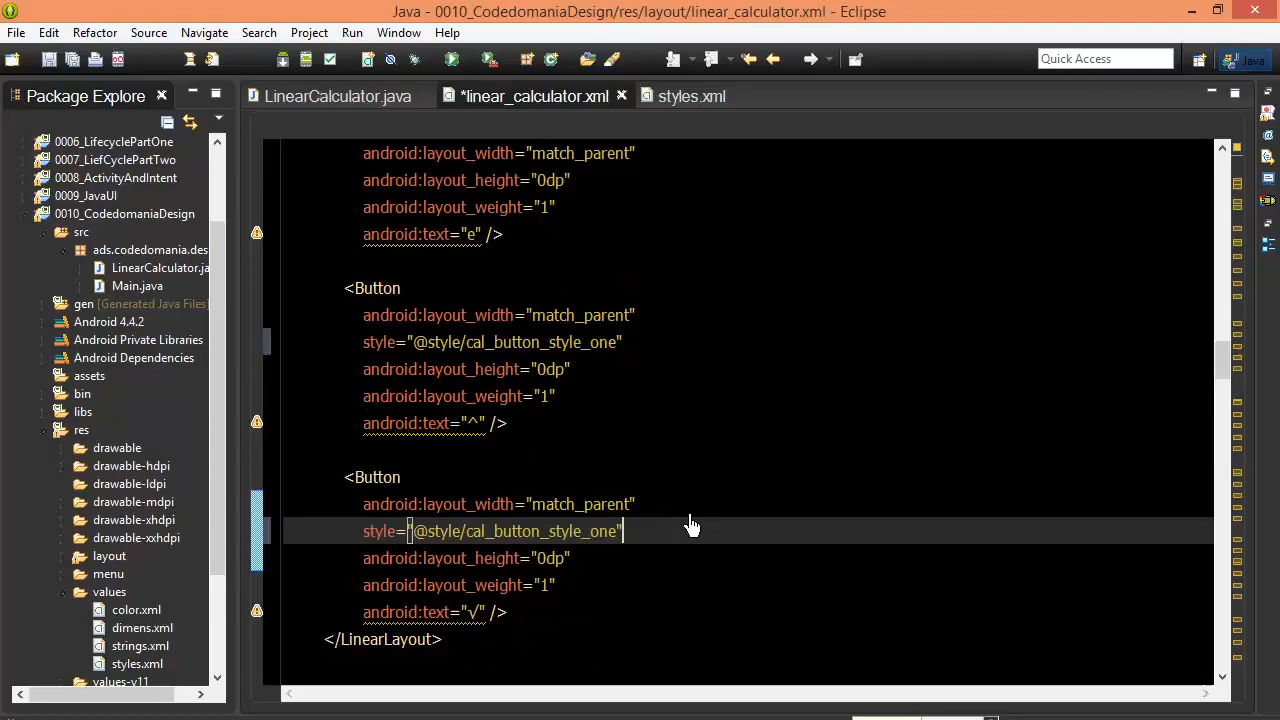 Java - 0010_CodedomaniaDesign/res/layout/linear_calculator.xml - Eclipse
File Edit Refactor Source Navigate Search Project Run Window Help
Quick Access
Java
Package Explore
LinearCalculator.java
*linear_calculator.xml
styles.xml
0006_LifecyclePartOne
0007_LiefCyclePartTwo
0008_ActivityAndIntent
0009_JavaUI
0010_CodedomaniaDesign
src
ads.codedomania.des
LinearCalculator.ja
Main.java
gen [Generated Java Files]
Android 4.4.2
Android Private Libraries
Android Dependencies
assets
bin
libs
res
drawable
drawable-hdpi
drawable-ldpi
drawable-mdpi
drawable-xhdpi
drawable-xxhdpi
layout
menu
values
color.xml
dimens.xml
strings.xml
styles.xml
values-v11
android:layout_width="match_parent"
android:layout_height="0dp"
android:layout_weight="1"
android:text="e" />
<Button
android:layout_width="match_parent"
style="@style/cal_button_style_one"
android:layout_height="0dp"
android:layout_weight="1"
android:text="^" />
<Button
android:layout_width="match_parent"
style="@style/cal_button_style_one"
android:layout_height="0dp"
android:layout_weight="1"
android:text="√" />
</LinearLayout>